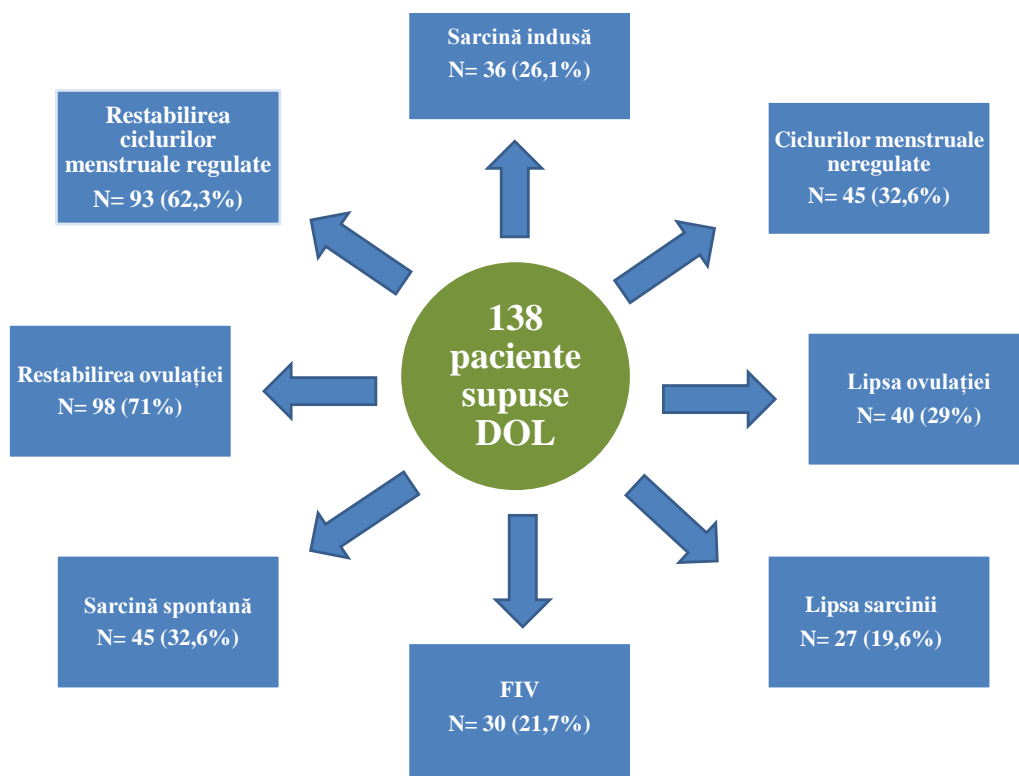 Sarcină indusă
N= 36 (26,1%)
Restabilirea
ciclurilor
menstruale regulate
N= 93 (62,3%)
Ciclurilor menstruale
neregulate
N= 45 (32,6%)
138
paciente
supuse
DOL
Restabilirea ovulației
N= 98 (71%)
Lipsa ovulației
N= 40 (29%)
Sarcină spontană
N= 45 (32,6%)
Lipsa sarcinii
N= 27 (19,6%)
FIV
N= 30 (21,7%)